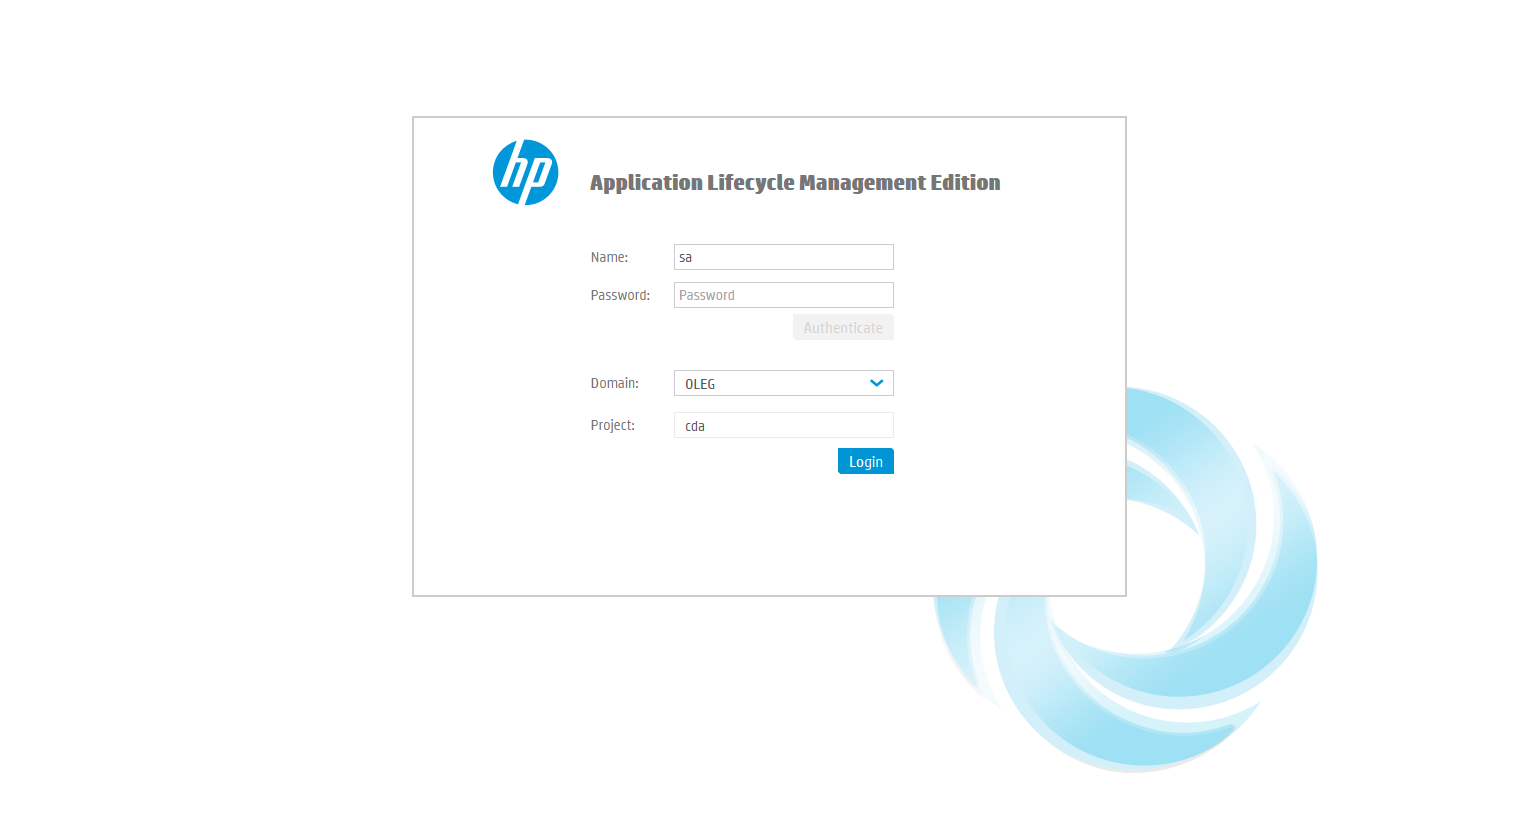 hp
Application Lifecycle Management Edition
Name: sa
Password: Password
Authenticate
Domain: OLEG
Project: cda
Login